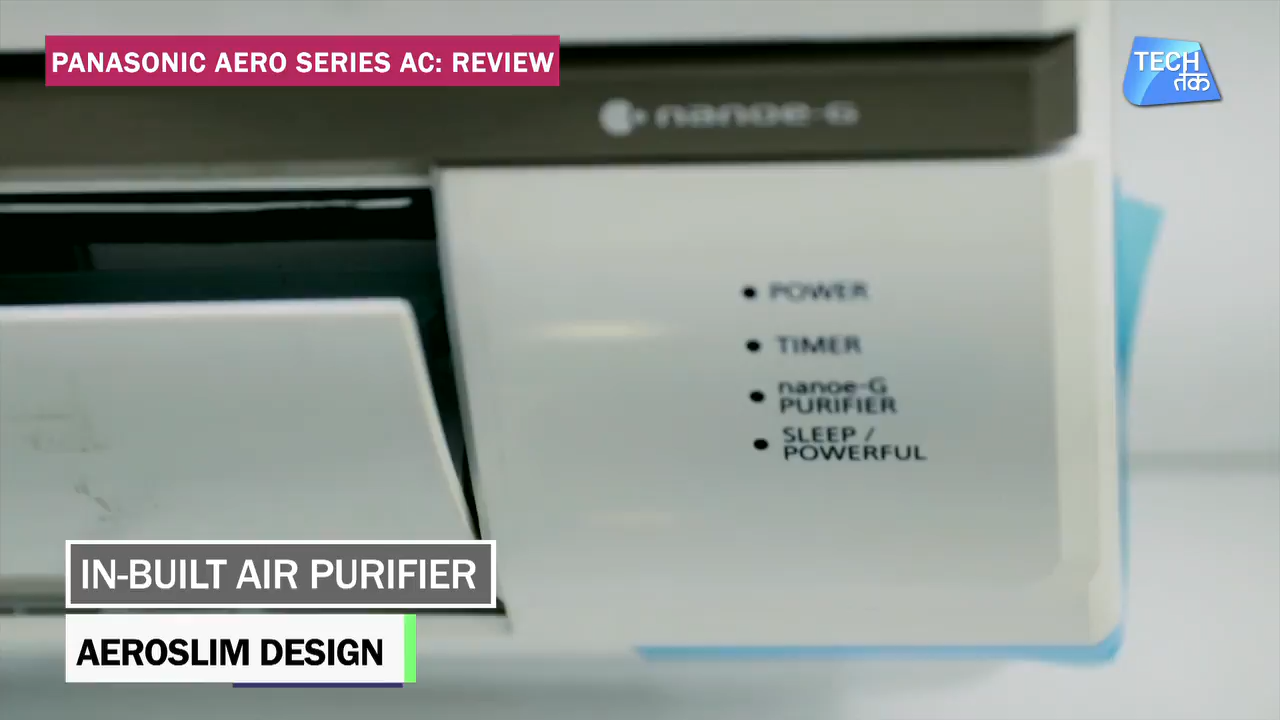 PANASONIC AERO SERIES AC: REVIEW
TECH
तक
nanoe-G
POWER
TIMER
nanoe-G
PURIFIER
SLEEP /
POWERFUL
IN-BUILT AIR PURIFIER
AEROSLIM DESIGN